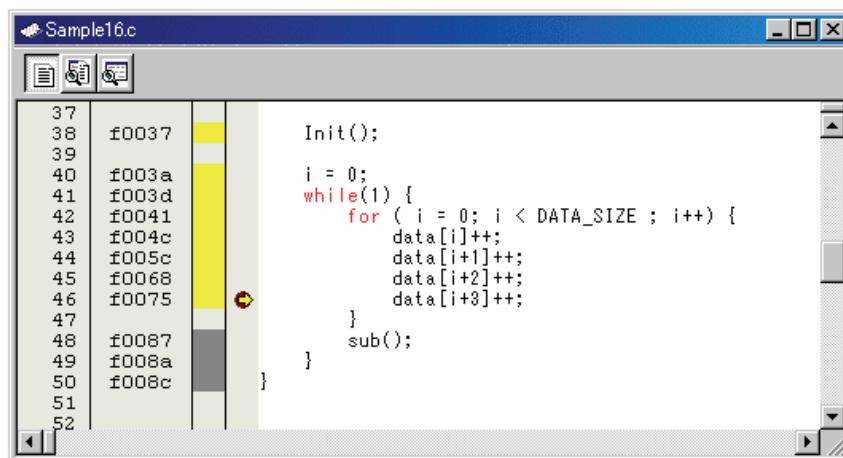 Sample16.c
37
38 f0037 Init();
39
40 f003a i = 0;
41 f003d while(1) {
42 f0041 for ( i = 0; i < DATA_SIZE ; i++) {
43 f004c data[i]++;
44 f005c data[i+1]++;
45 f0068 data[i+2]++;
46 f0075 data[i+3]++;
47 }
48 f0087 sub();
49 f008a }
50 f008c }
51
52